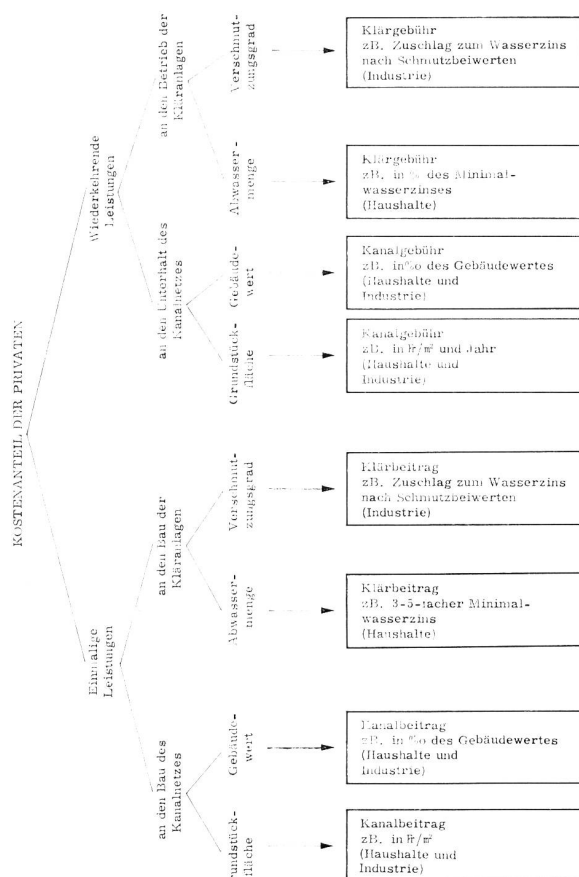 KOSTENANTEIL DER PRIVATEN
Wiederkehrende
Leistungen
an den Betrieb der
Kläranlagen
Verschmut-
zungsgrad
Klärgebühr
zB. Zuschlag zum Wasserzins
nach Schmutzbeiwerten
(Industrie)
Abwasser-
menge
Klärgebühr
zB. in % des Minimal-
wasserzinses
(Haushalte)
an den Unterhalt des
Kanalnetzes
Gebäude-
wert
Kanalgebühr
zB. in ‰ des Gebäudewertes
(Haushalte und
Industrie)
Grundstück-
fläche
Kanalgebühr
zB. in Fr/m² und Jahr
(Haushalte und
Industrie)
Einmalige
Leistungen
an den Bau der
Kläranlagen
Verschmut-
zungsgrad
Klärbeitrag
zB. Zuschlag zum Wasserzins
nach Schmutzbeiwerten
(Industrie)
Abwasser-
menge
Klärbeitrag
zB. 3-5-facher Minimal-
wasserzins
(Haushalte)
an den Bau des
Kanalnetzes
Gebäude-
wert
Kanalbeitrag
zB. in ‰ des Gebäudewertes
(Haushalte und
Industrie)
Grundstück-
fläche
Kanalbeitrag
zB. in Fr/m²
(Haushalte und
Industrie)